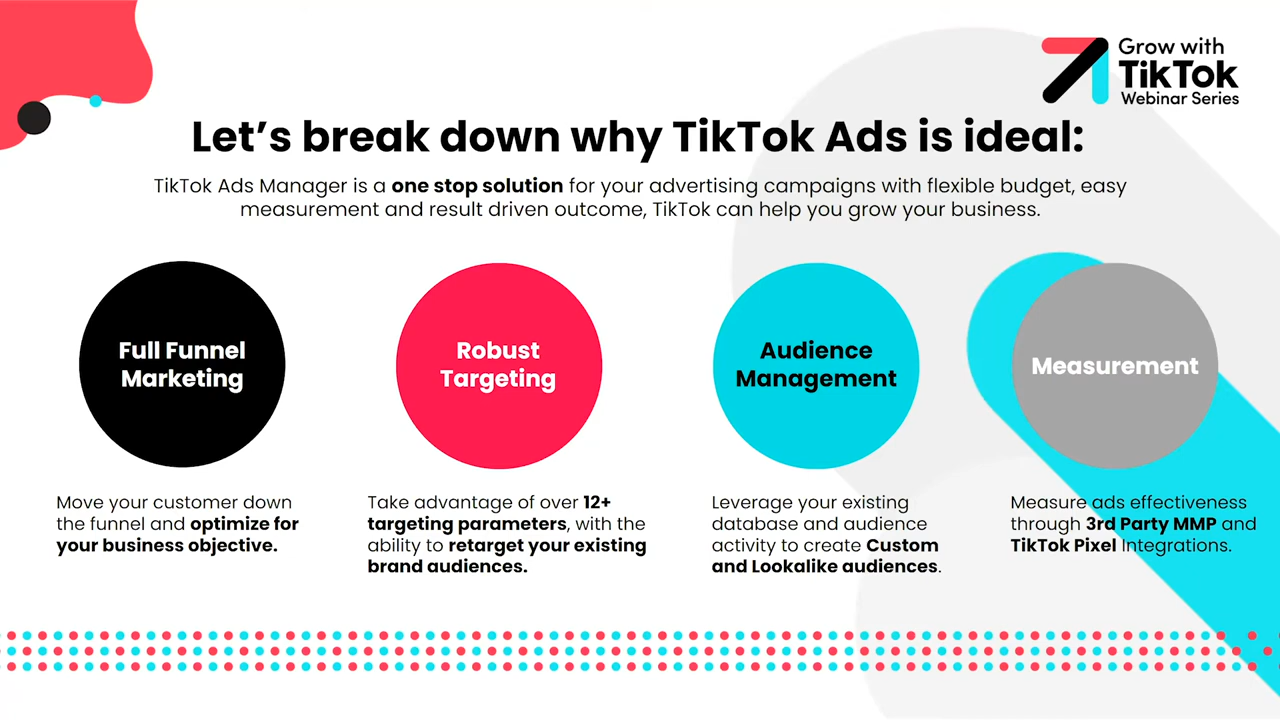 Grow with
TikTok
Webinar Series
Let’s break down why TikTok Ads is ideal:
TikTok Ads Manager is a one stop solution for your advertising campaigns with flexible budget, easy
measurement and result driven outcome, TikTok can help you grow your business.
Full Funnel
Marketing
Move your customer down
the funnel and optimize for
your business objective.
Robust
Targeting
Take advantage of over 12+
targeting parameters, with the
ability to retarget your existing
brand audiences.
Audience
Management
Leverage your existing
database and audience
activity to create Custom
and Lookalike audiences.
Measurement
Measure ads effectiveness
through 3rd Party MMP and
TikTok Pixel Integrations.